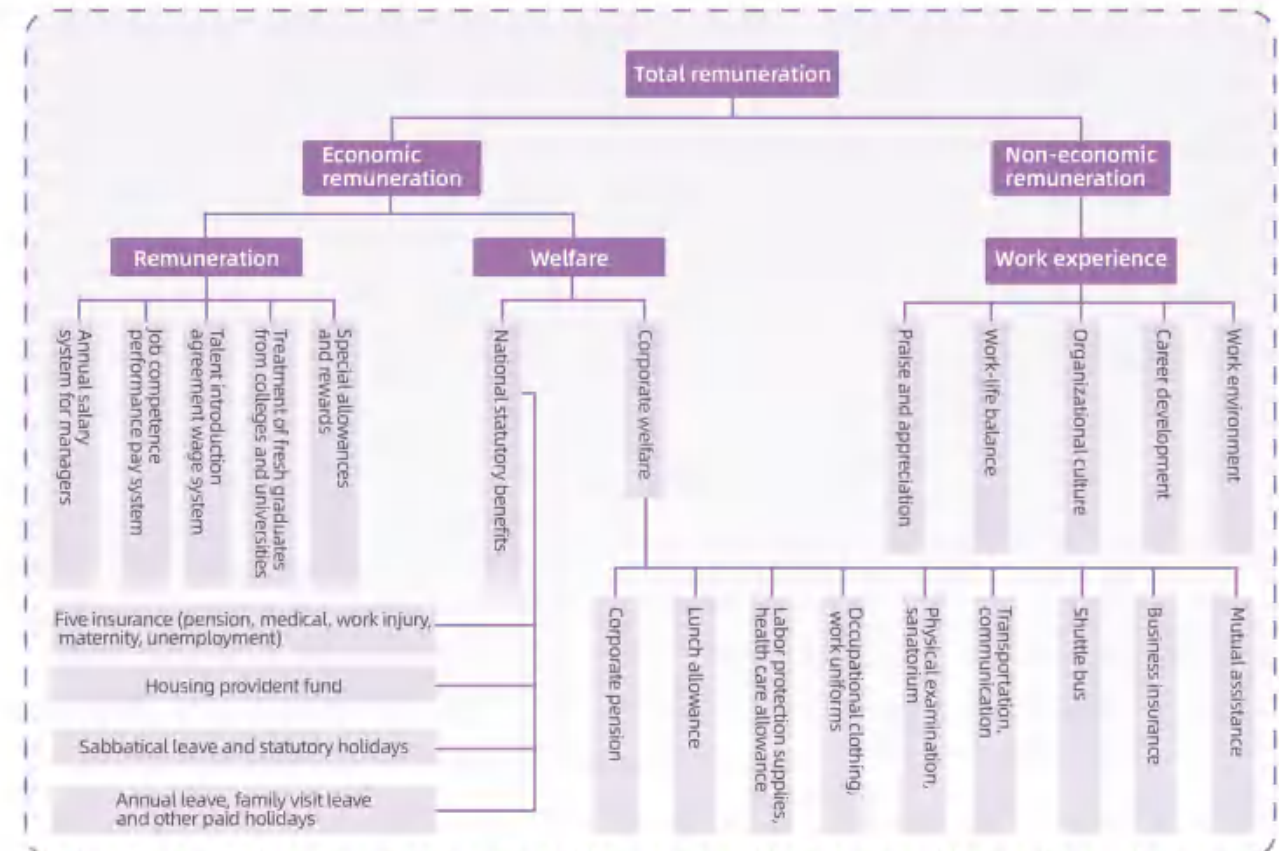 Total remuneration
Economic
remuneration
Non-economic
remuneration
Remuneration
Welfare
Work experience
Annual salary
system for managers
Job competence
performance pay system
Talent introduction
agreement wage system
Treatment of fresh graduates
from colleges and universities
Special allowances
and rewards
National statutory benefits
Corporate welfare
Praise and appreciation
Work-life balance
Organizational culture
Career development
Work environment
Five insurance (pension, medical, work injury,
maternity, unemployment)
Housing provident fund
Sabbatical leave and statutory holidays
Annual leave, family visit leave
and other paid holidays
Corporate pension
Lunch allowance
Labor protection supplies,
health care allowance
Occupational clothing,
work uniforms
Physical examination,
sanatorium
Transportation,
communication
Shuttle bus
Business insurance
Mutual assistance